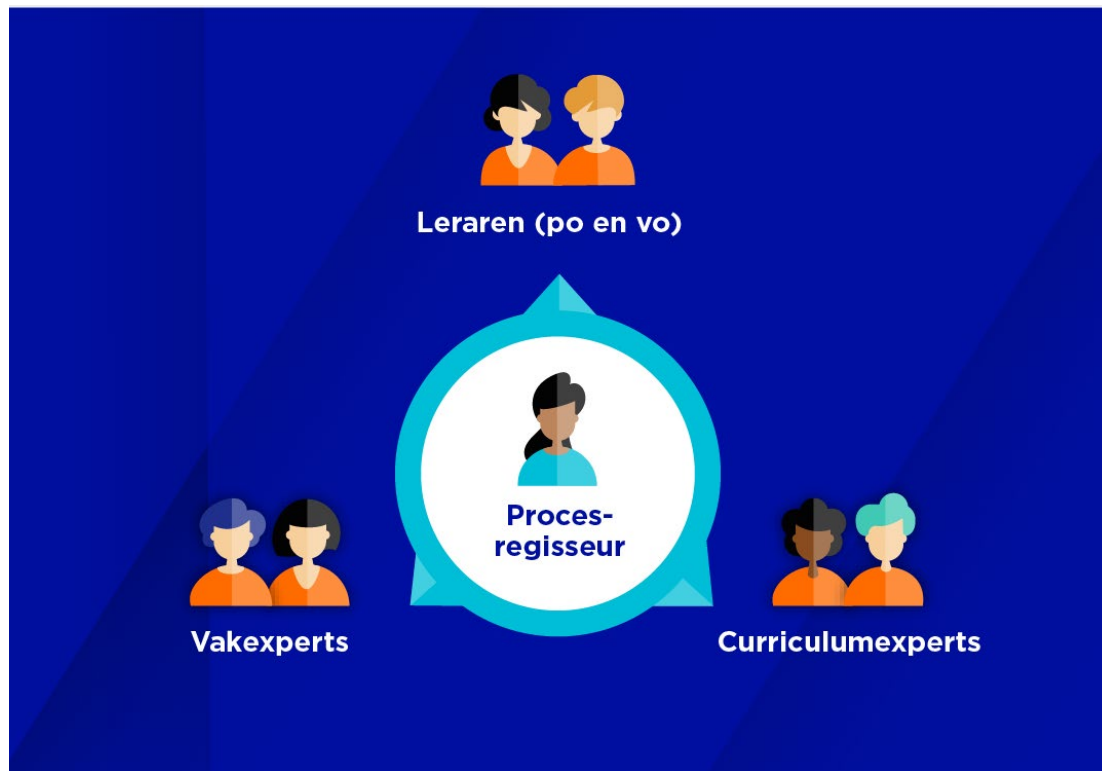 Leraren (po en vo)
Proces-
regisseur
Vakexperts
Curriculumexperts